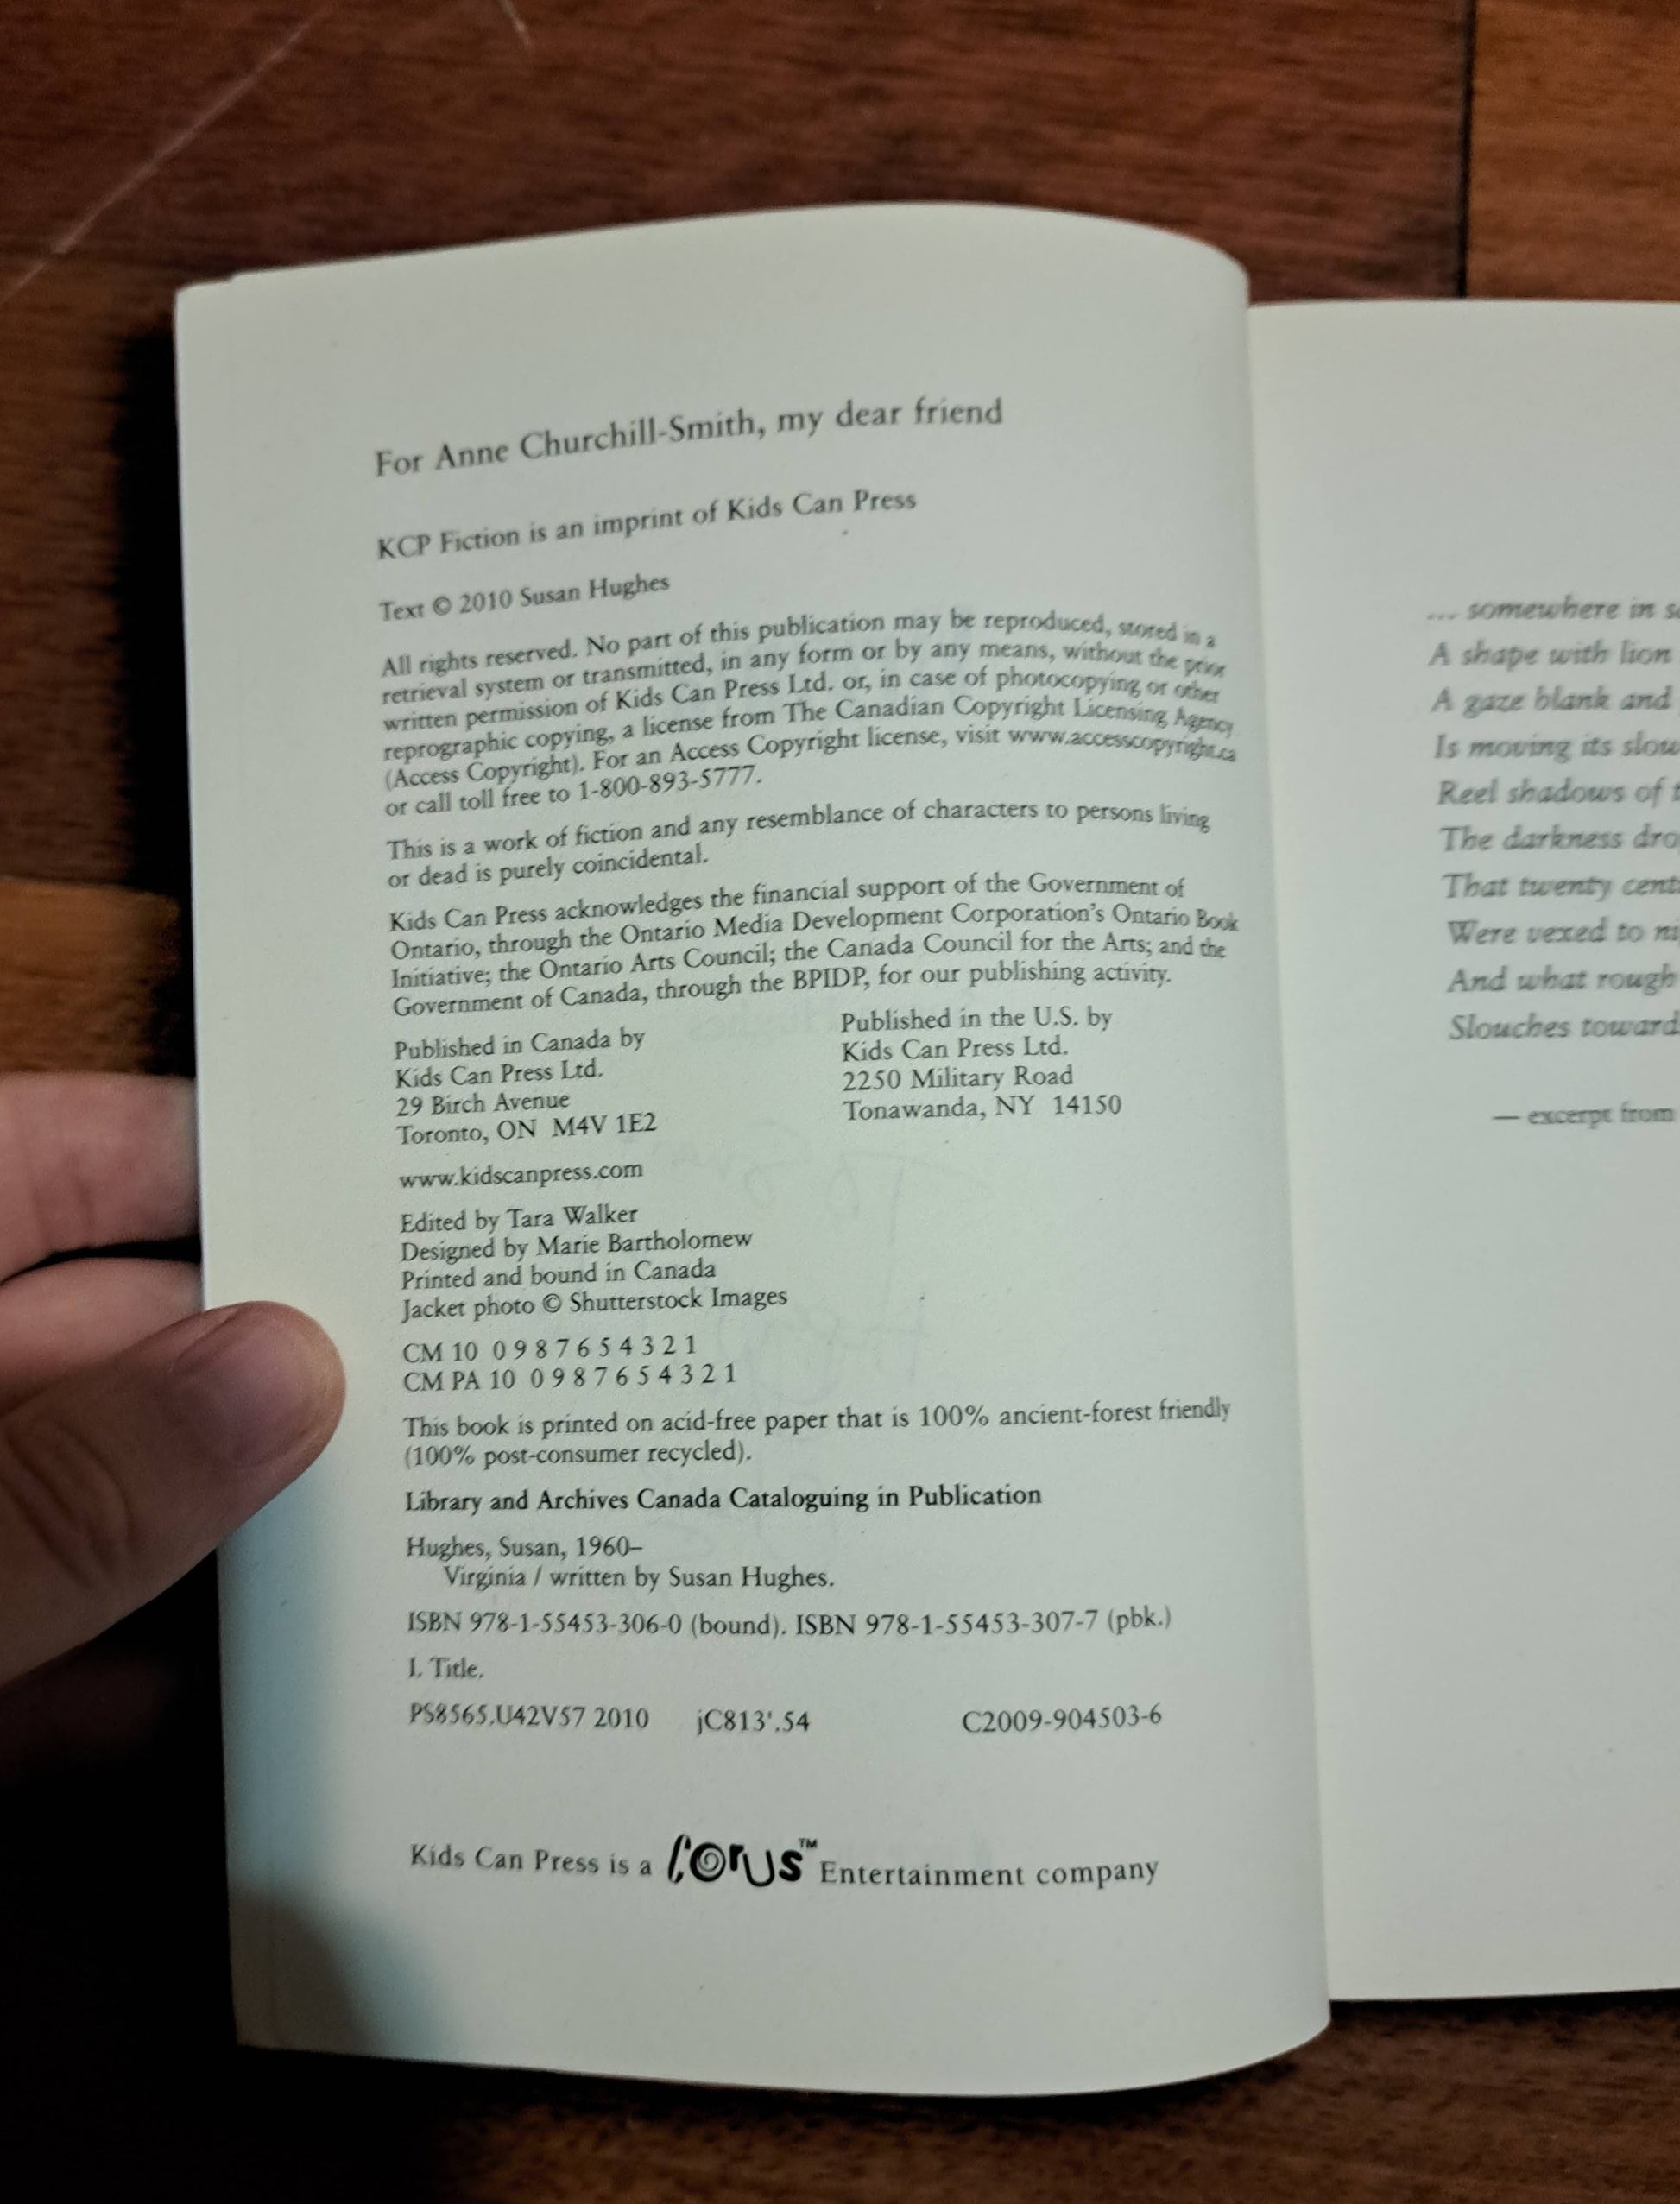 For Anne Churchill-Smith, my dear friend
KCP Fiction is an imprint of Kids Can Press
Text © 2010 Susan Hughes
All rights reserved. No part of this publication may be reproduced, stored in a
retrieval system or transmitted, in any form or by any means, without the prior
written permission of Kids Can Press Ltd. or, in case of photocopying or other
reprographic copying, a license from The Canadian Copyright Licensing Agency
(Access Copyright). For an Access Copyright license, visit www.accesscopyright.ca
or call toll free to 1-800-893-5777.
This is a work of fiction and any resemblance of characters to persons living
or dead is purely coincidental.
Kids Can Press acknowledges the financial support of the Government of
Ontario, through the Ontario Media Development Corporation's Ontario Book
Initiative; the Ontario Arts Council; the Canada Council for the Arts; and the
Government of Canada, through the BPIDP, for our publishing activity.
Published in Canada by
Kids Can Press Ltd.
29 Birch Avenue
Toronto, ON M4V 1E2
Published in the U.S. by
Kids Can Press Ltd.
2250 Military Road
Tonawanda, NY 14150
www.kidscanpress.com
Edited by Tara Walker
Designed by Marie Bartholomew
Printed and bound in Canada
Jacket photo © Shutterstock Images
CM 10 0 9 8 7 6 5 4 3 2 1
CM PA 10 0 9 8 7 6 5 4 3 2 1
This book is printed on acid-free paper that is 100% ancient-forest friendly
(100% post-consumer recycled).
Library and Archives Canada Cataloguing in Publication
Hughes, Susan, 1960–
Virginia / written by Susan Hughes.
ISBN 978-1-55453-306-0 (bound). ISBN 978-1-55453-307-7 (pbk.)
I. Title.
PS8565.U42V57 2010 jC813'.54 C2009-904503-6
Kids Can Press is a corus™ Entertainment company
... somewhere in
A shape with lion
A gaze blank and
Is moving its slow
Reel shadows of
The darkness
That twenty
Were vexed to
And what rough
Slouches
— excerpt from